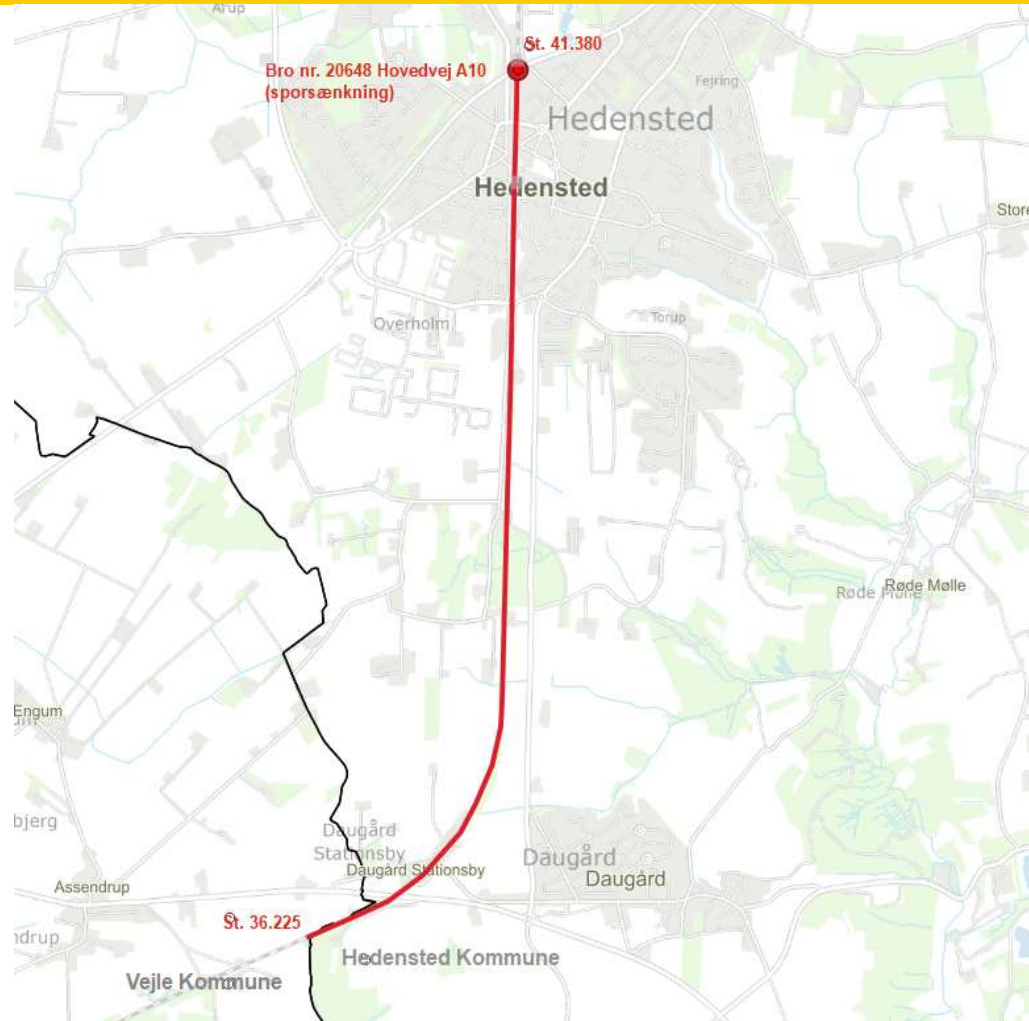 Årup
St. 41.380
Bro nr. 20648 Hovedvej A10
(sporsænkning)
Fejring
Hedensted
Hedensted
Store
Overholm
Torup
Røde Mølle
Røde Mølle
Engum
bjerg
Daugård
Stationsby
Daugård Stationsby
Daugård
Daugård
Assendrup
St. 36.225
ndrup
Hedensted Kommune
Vejle Kommune